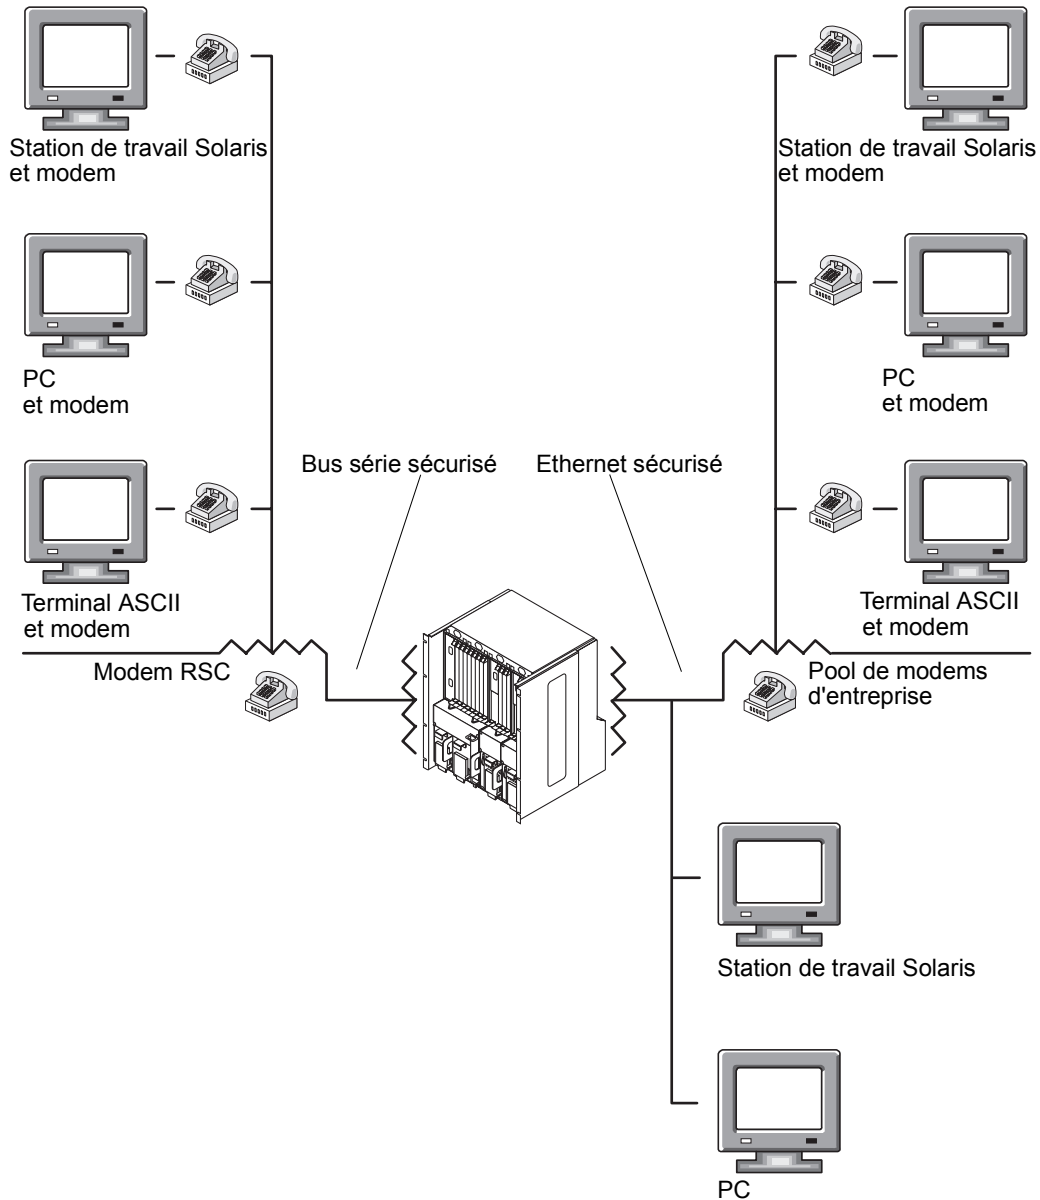 Station de travail Solaris
et modem
Station de travail Solaris
et modem
PC
et modem
PC
et modem
Bus série sécurisé
Ethernet sécurisé
Terminal ASCII
et modem
Terminal ASCII
et modem
Modem RSC
Pool de modems
d'entreprise
Station de travail Solaris
PC